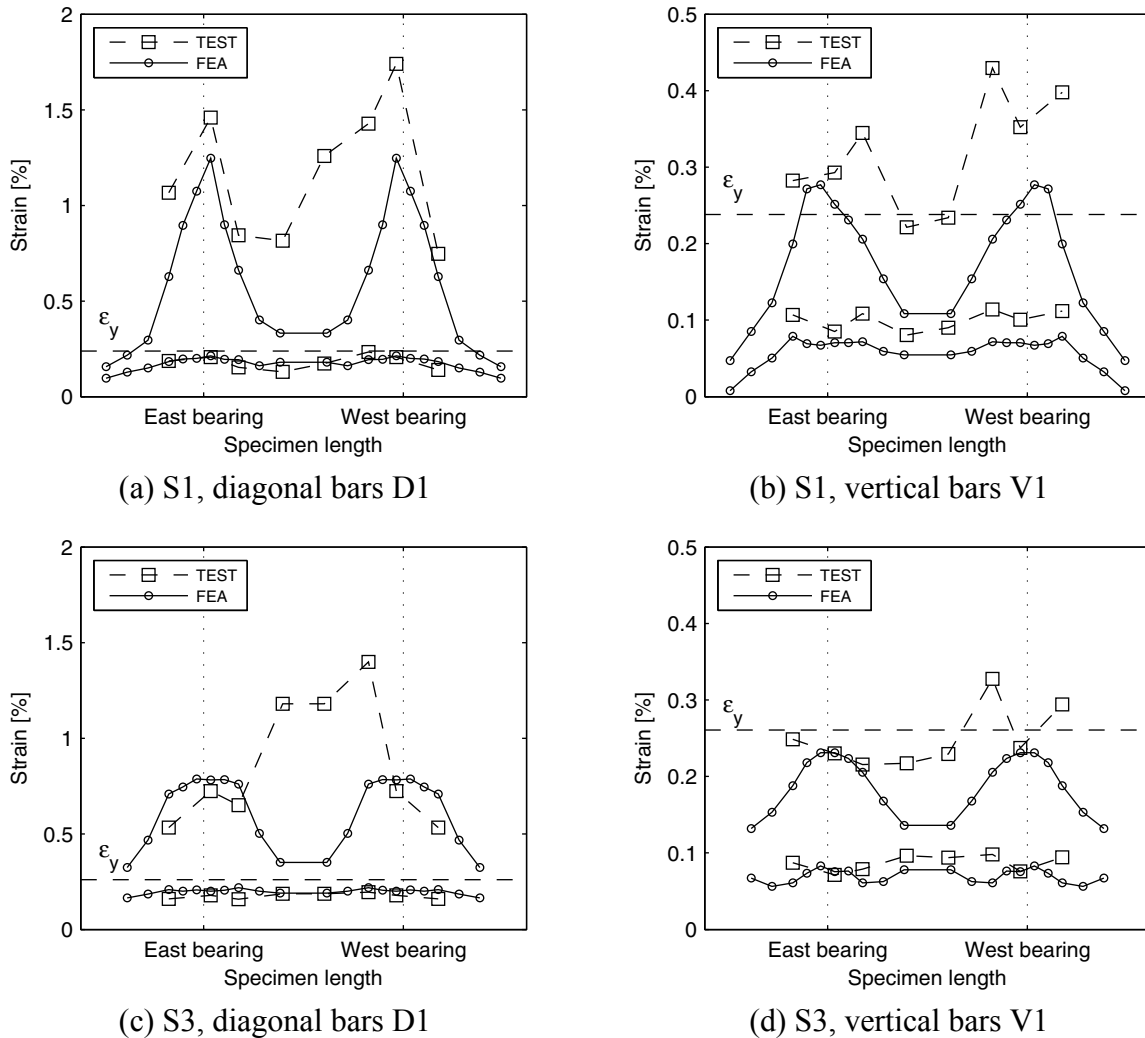 2
1.5
1
0.5
0
Strain [%]
TEST
FEA
εy
East bearing West bearing
Specimen length
(a) S1, diagonal bars D1
0.5
0.4
0.3
0.2
0.1
0
Strain [%]
TEST
FEA
εy
East bearing West bearing
Specimen length
(b) S1, vertical bars V1
2
1.5
1
0.5
0
Strain [%]
TEST
FEA
εy
East bearing West bearing
Specimen length
(c) S3, diagonal bars D1
0.5
0.4
0.3
0.2
0.1
0
Strain [%]
TEST
FEA
εy
East bearing West bearing
Specimen length
(d) S3, vertical bars V1